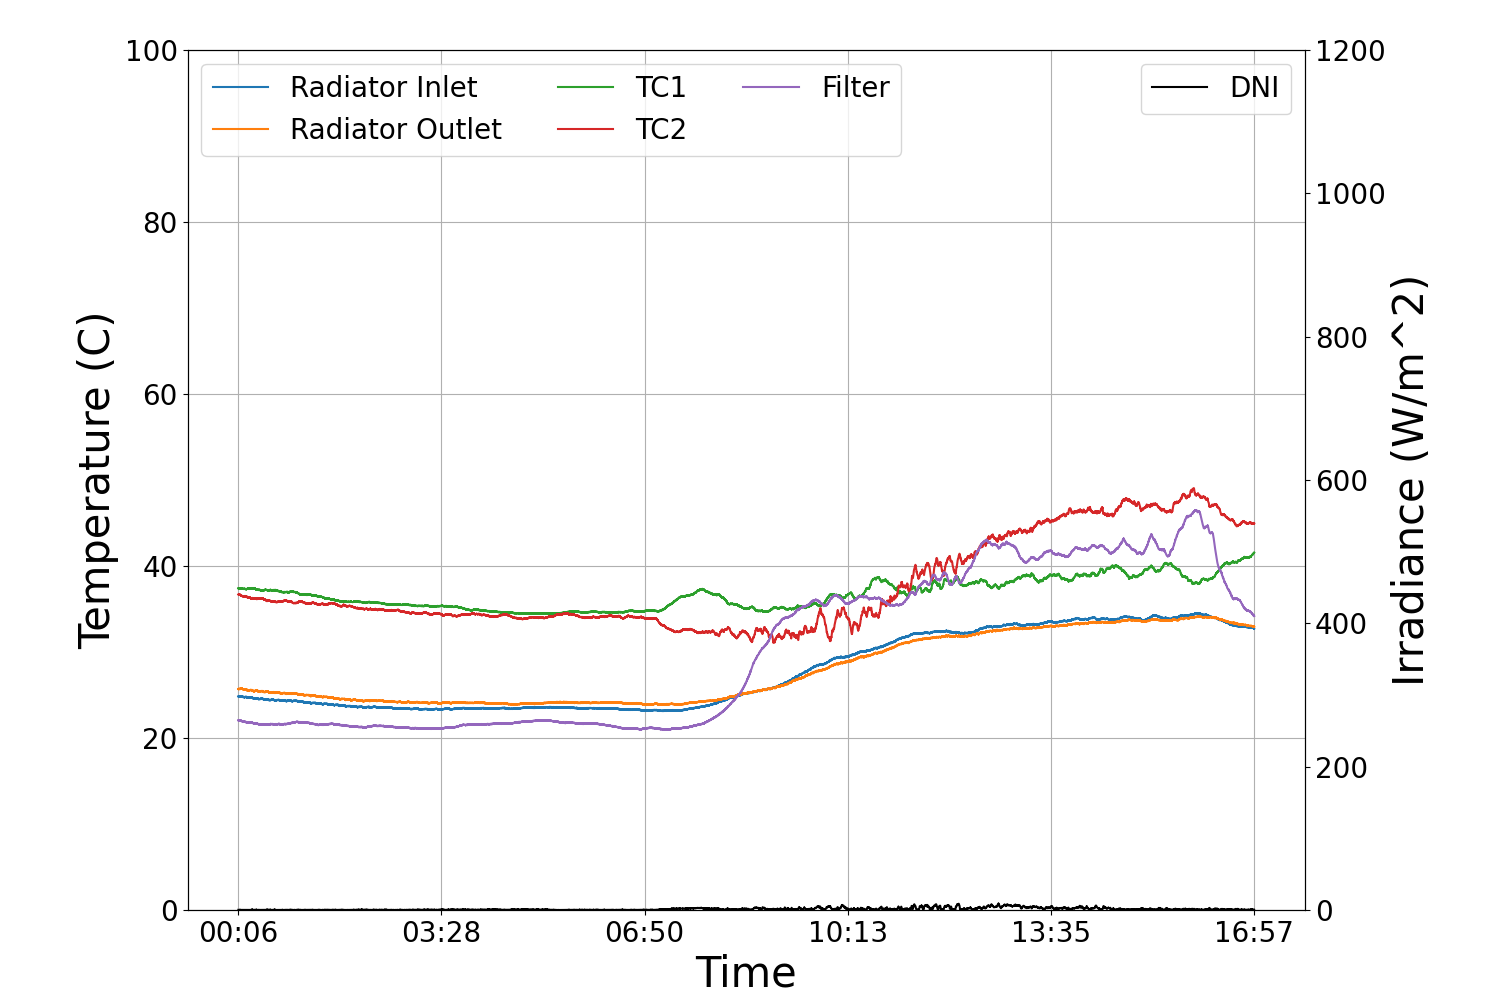 Radiator Inlet
Radiator Outlet
TC1
TC2
Filter
DNI
Temperature (C)
100
80
60
40
20
0
1200
1000
800
600
400
200
0
Irradiance (W/m^2)
00:06 03:28 06:50 10:13 13:35 16:57
Time